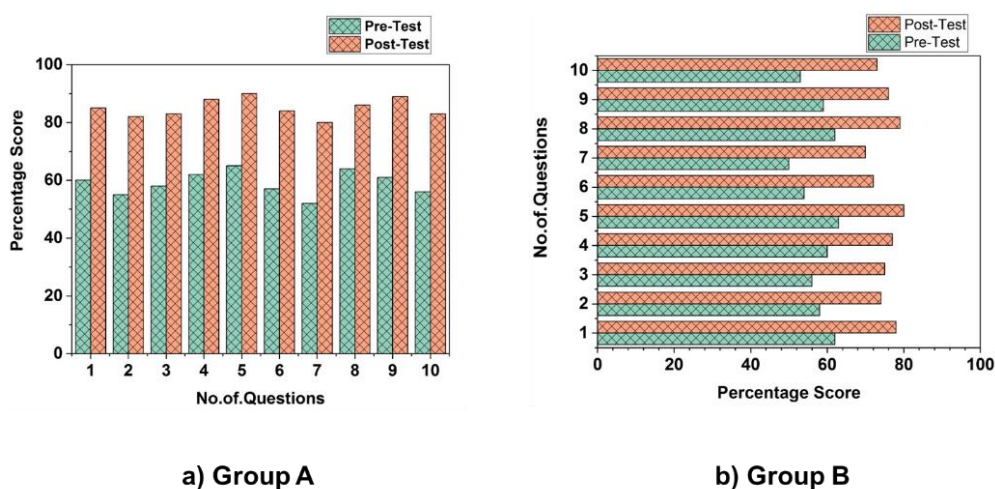 Pre-Test
Post-Test
Percentage Score
100
80
60
40
20
0
1 2 3 4 5 6 7 8 9 10
No.of.Questions
a) Group A
Post-Test
Pre-Test
No.of.Questions
10
9
8
7
6
5
4
3
2
1
0 20 40 60 80 100
Percentage Score
b) Group B